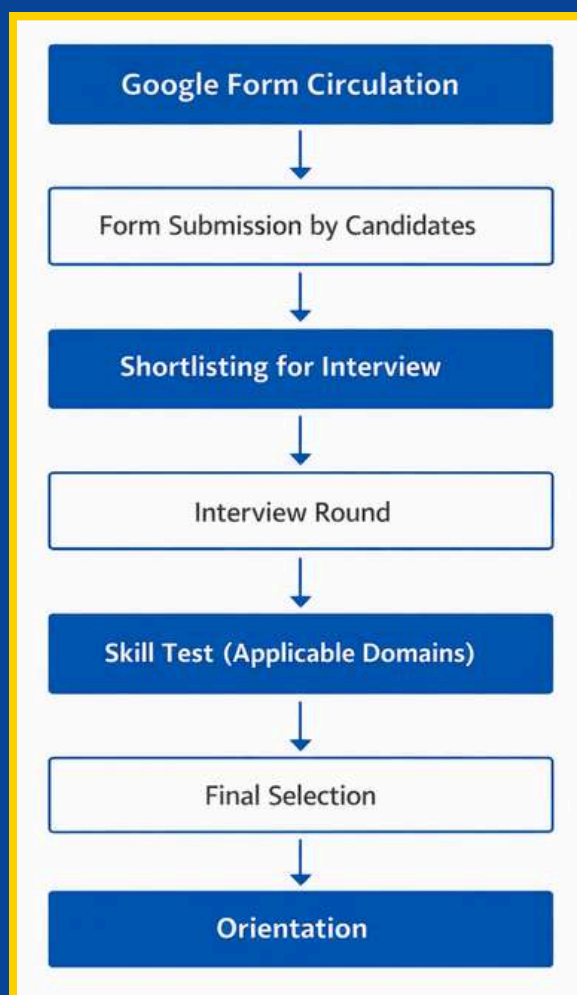 Google Form Circulation
Form Submission by Candidates
Shortlisting for Interview
Interview Round
Skill Test (Applicable Domains)
Final Selection
Orientation